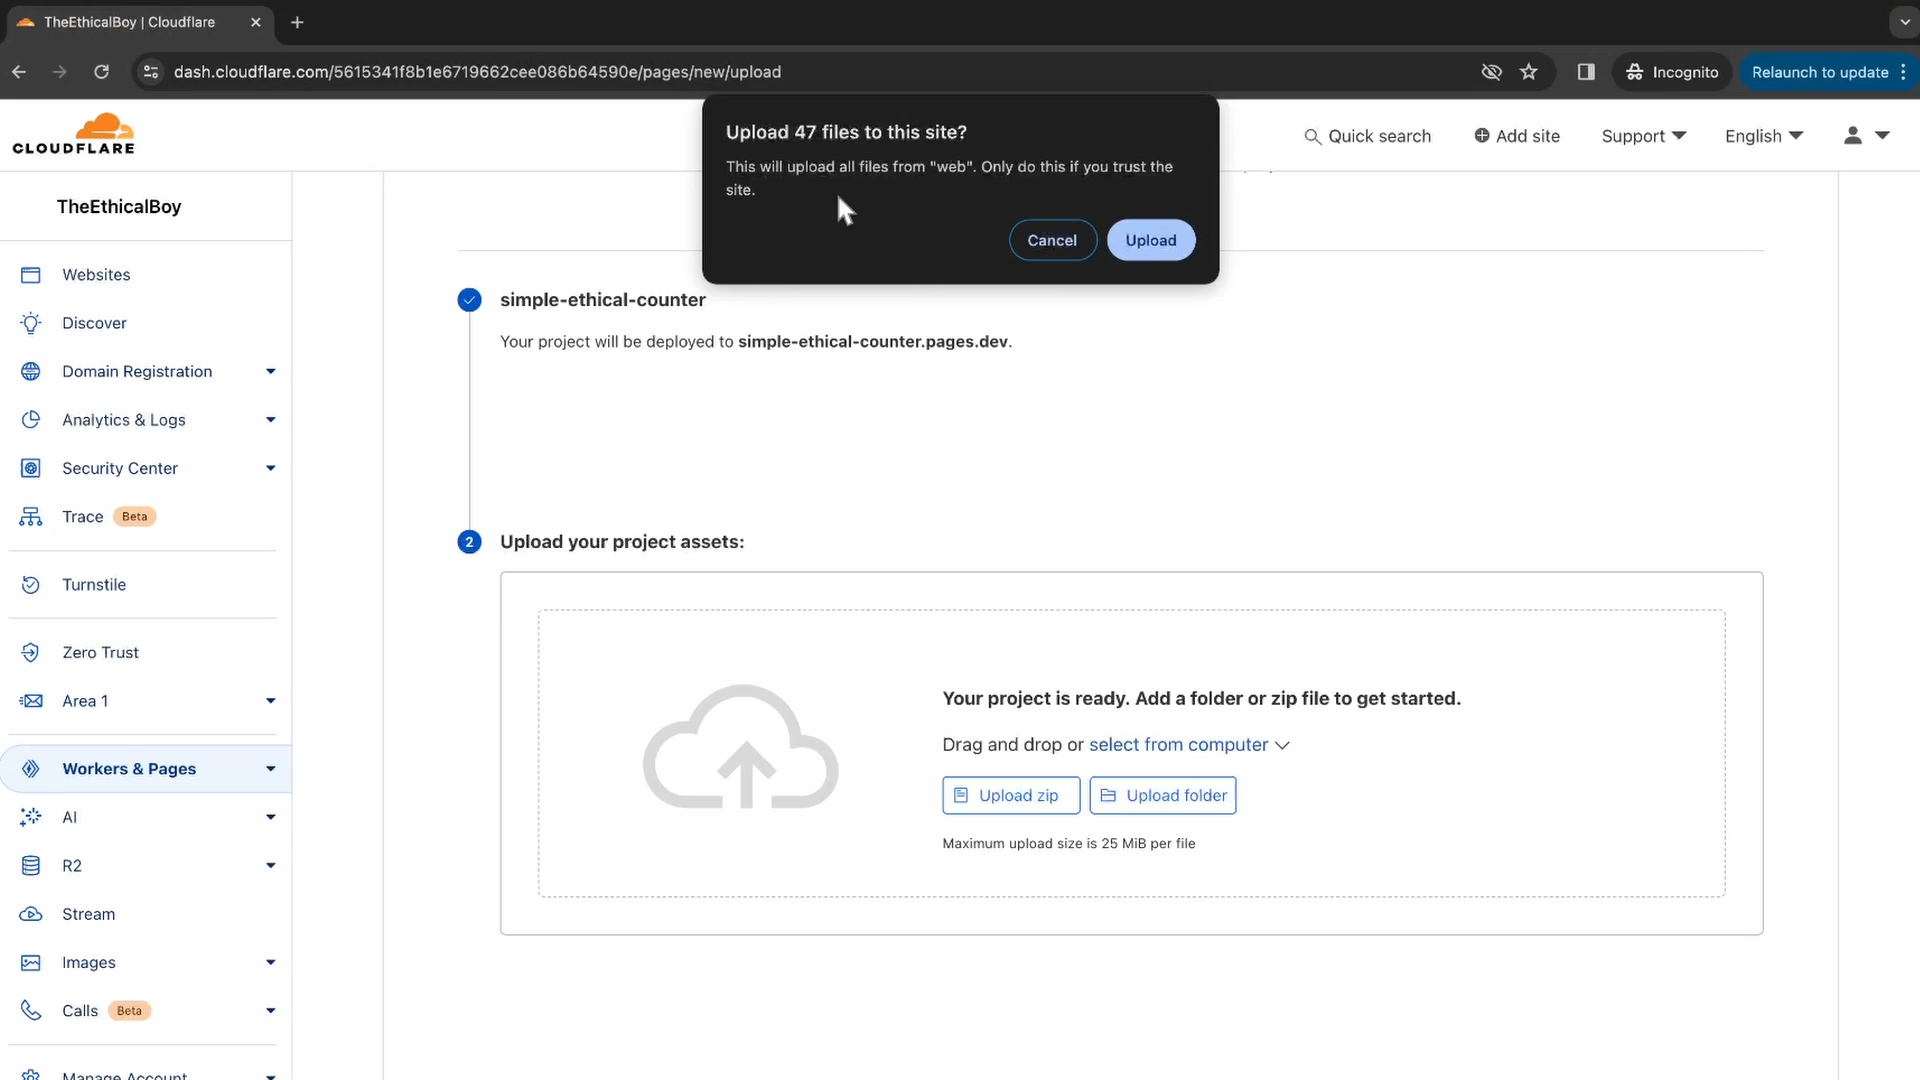 TheEthicalBoy | Cloudflare
dash.cloudflare.com/5615341f8b1e6719662cee086b64590e/pages/new/upload
Incognito
Relaunch to update
CLOUDFLARE
Quick search
Add site
Support
English
Upload 47 files to this site?
This will upload all files from "web". Only do this if you trust the
site.
Cancel
Upload
TheEthicalBoy
Websites
Discover
Domain Registration
Analytics & Logs
Security Center
Trace Beta
Turnstile
Zero Trust
Area 1
Workers & Pages
AI
R2
Stream
Images
Calls Beta
Manage Account
simple-ethical-counter
Your project will be deployed to simple-ethical-counter.pages.dev.
2 Upload your project assets:
Your project is ready. Add a folder or zip file to get started.
Drag and drop or select from computer
Upload zip
Upload folder
Maximum upload size is 25 MiB per file